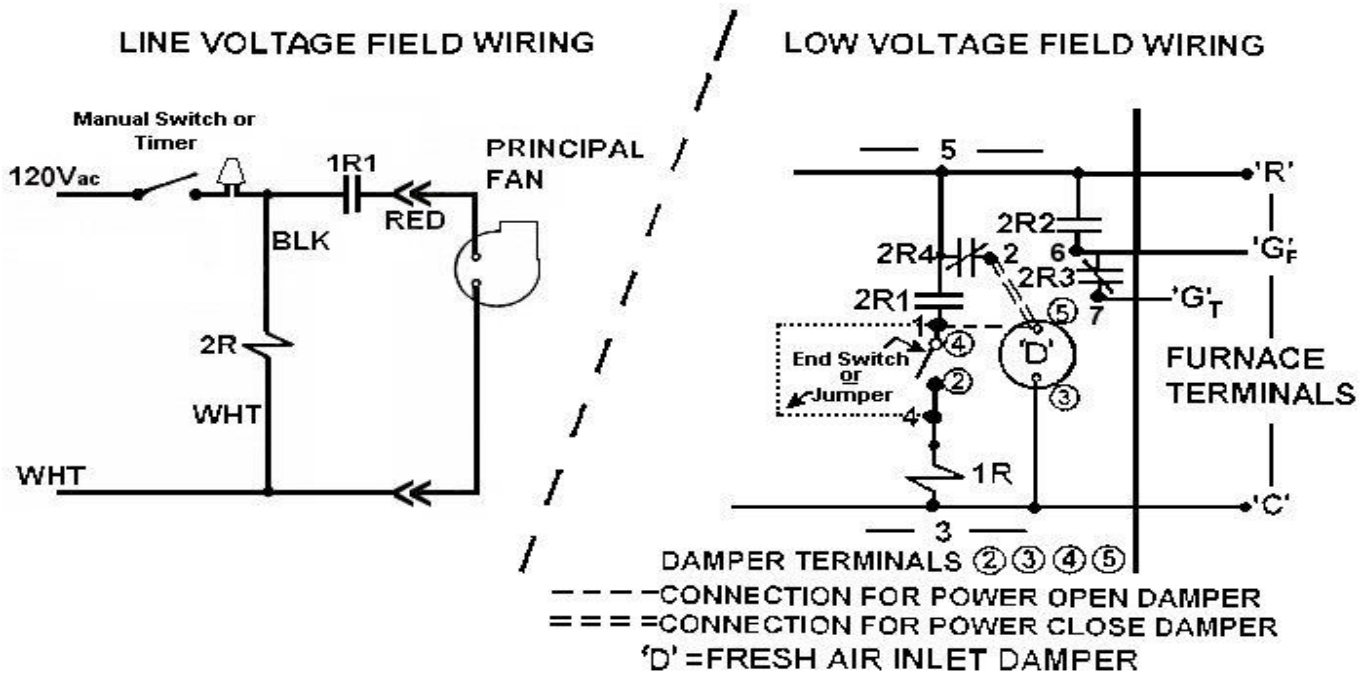 LINE VOLTAGE FIELD WIRING
Manual Switch or
Timer
120Vac
1R1
PRINCIPAL
FAN
RED
BLK
2R
WHT
WHT
LOW VOLTAGE FIELD WIRING
5
'R'
2R2
2R4
2
6
'GF'
2R3
2R1
7
'GT'
1
⑤
④
'D'
End Switch
or
Jumper
②
③
FURNACE
TERMINALS
4
1R
'C'
3
DAMPER TERMINALS ② ③ ④ ⑤
CONNECTION FOR POWER OPEN DAMPER
CONNECTION FOR POWER CLOSE DAMPER
'D' =FRESH AIR INLET DAMPER